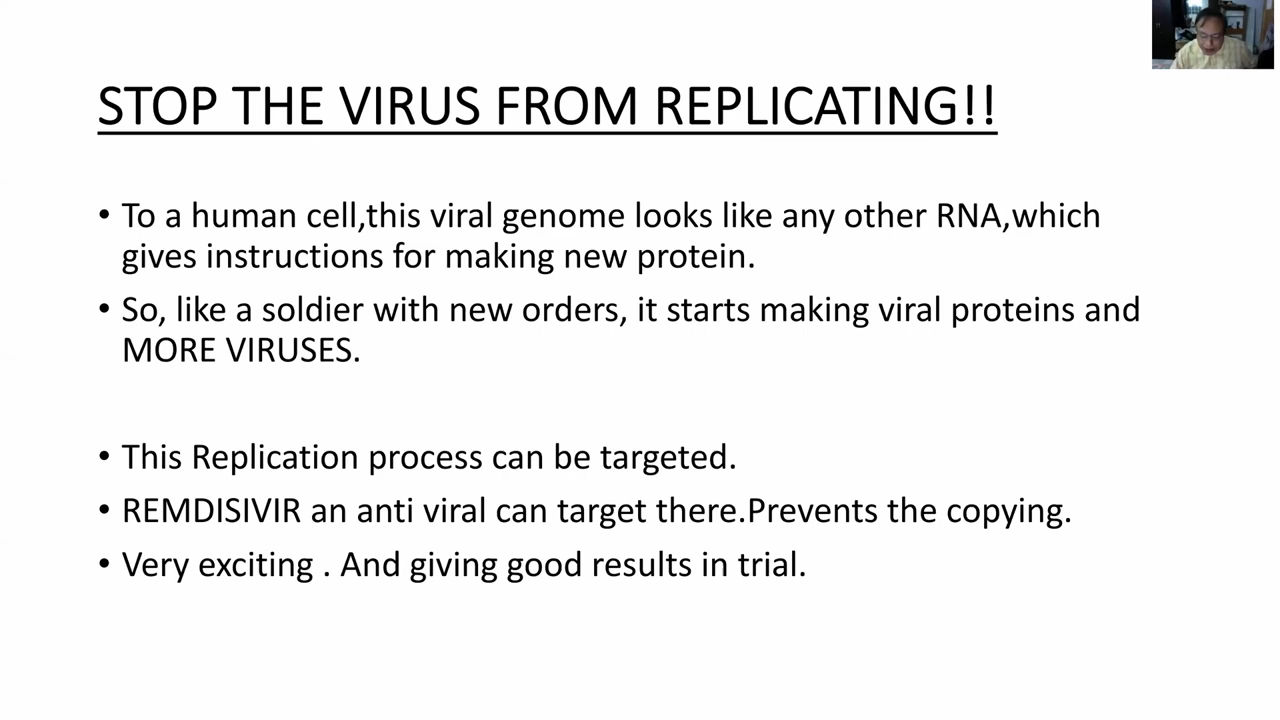 STOP THE VIRUS FROM REPLICATING!!
• To a human cell,this viral genome looks like any other RNA,which
gives instructions for making new protein.
• So, like a soldier with new orders, it starts making viral proteins and
MORE VIRUSES.
• This Replication process can be targeted.
• REMDISIVIR an anti viral can target there.Prevents the copying.
• Very exciting . And giving good results in trial.